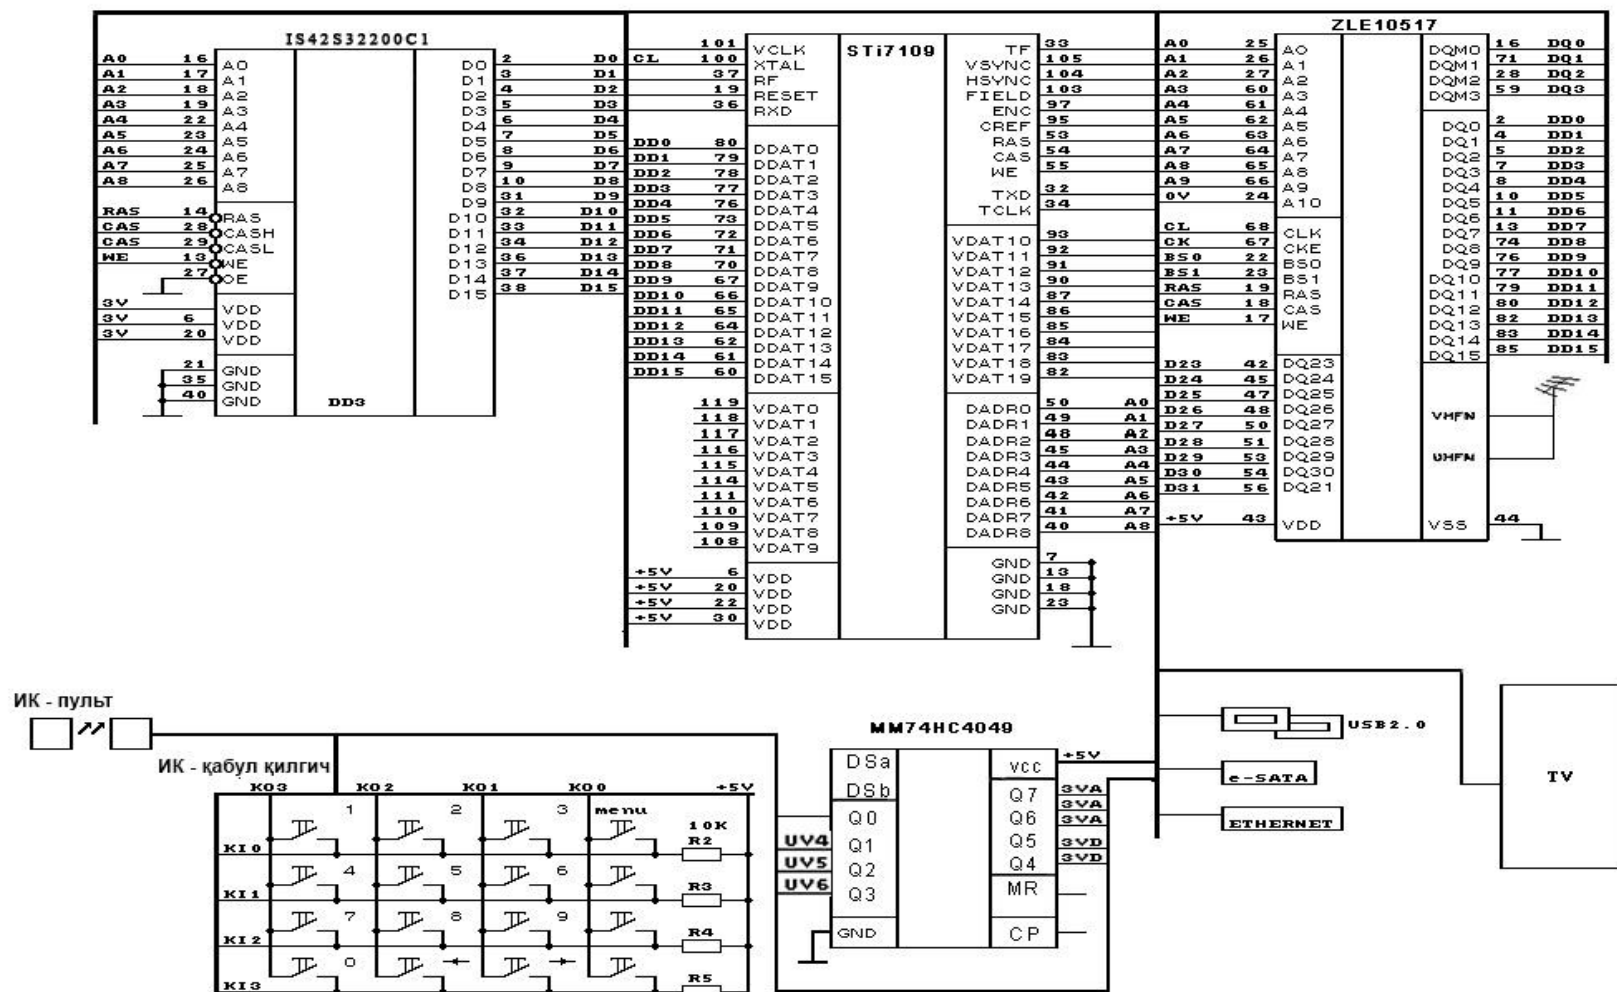 IS42S32200C1
A0 16 A0
A1 17 A1
A2 18 A2
A3 19 A3
A4 22 A4
A5 23 A5
A6 24 A6
A7 25 A7
A8 26 A8
RAS 14 RAS
CAS 28 CASH
CAS 29 CASL
WE 13 WE
27 OE
3V VDD
3V 6 VDD
3V 20 VDD
21 GND
35 GND
40 GND
DD3
D0 2 D0
D1 3 D1
D2 4 D2
D3 5 D3
D4 6 D4
D5 7 D5
D6 8 D6
D7 9 D7
D8 10 D8
D9 31 D9
D10 32 D10
D11 33 D11
D12 34 D12
D13 36 D13
D14 37 D14
D15 38 D15
STi7109
101 VCLK
CL 100 XTAL
37 RF
19 RESET
36 RXD
DD0 80 DDAT0
DD1 79 DDAT1
DD2 78 DDAT2
DD3 77 DDAT3
DD4 76 DDAT4
DD5 73 DDAT5
DD6 72 DDAT6
DD7 71 DDAT7
DD8 70 DDAT8
DD9 67 DDAT9
DD10 66 DDAT10
DD11 65 DDAT11
DD12 64 DDAT12
DD13 62 DDAT13
DD14 61 DDAT14
DD15 60 DDAT15
119 VDAT0
118 VDAT1
117 VDAT2
116 VDAT3
115 VDAT4
114 VDAT5
111 VDAT6
110 VDAT7
109 VDAT8
108 VDAT9
+5V 6 VDD
+5V 20 VDD
+5V 22 VDD
+5V 30 VDD
TF 33
VSYNC 105
HSYNC 104
FIELD 103
ENC 97
CREF 95
RAS 53
CAS 54
WE 55
TXD 32
TCLK 34
VDAT10 93
VDAT11 92
VDAT12 91
VDAT13 90
VDAT14 87
VDAT15 86
VDAT16 85
VDAT17 84
VDAT18 83
VDAT19 82
DADR0 50 A0
DADR1 49 A1
DADR2 48 A2
DADR3 45 A3
DADR4 44 A4
DADR5 43 A5
DADR6 42 A6
DADR7 41 A7
DADR8 40 A8
GND 7
GND 13
GND 18
GND 23
ZLE10517
A0 25 A0
A1 26 A1
A2 27 A2
A3 60 A3
A4 61 A4
A5 62 A5
A6 63 A6
A7 64 A7
A8 65 A8
A9 66 A9
0V 24 A10
CL 68 CLK
CK 67 CKE
BS0 22 BS0
BS1 23 BS1
RAS 19 RAS
CAS 18 CAS
WE 17 WE
D23 42 DQ23
D24 45 DQ24
D25 47 DQ25
D26 48 DQ26
D27 50 DQ27
D28 51 DQ28
D29 53 DQ29
D30 54 DQ30
D31 56 DQ21
+5V 43 VDD
DQM0 16 DQ0
DQM1 71 DQ1
DQM2 28 DQ2
DQM3 59 DQ3
DQ0 2 DD0
DQ1 4 DD1
DQ2 5 DD2
DQ3 7 DD3
DQ4 8 DD4
DQ5 10 DD5
DQ6 11 DD6
DQ7 13 DD7
DQ8 74 DD8
DQ9 76 DD9
DQ10 77 DD10
DQ11 79 DD11
DQ12 80 DD12
DQ13 82 DD13
DQ14 83 DD14
DQ15 85 DD15
VHFN
UHFN
VSS 44
ИК - пульт
ИК - қабул қилгич
KO3 KO2 KO1 KO0 +5V
1 2 3 menu 10K
KI0 R2
4 5 6
KI1 R3
7 8 9
KI2 R4
0
KI3 R5
MM74HC4049
DSa
DSb
Q0
UV4 Q1
UV5 Q2
UV6 Q3
GND
VCC +5V
Q7 3VA
Q6 3VA
3VA
Q5 3VD
Q4 3VD
MR
CP
USB2.0
e-SATA
ETHERNET
TV